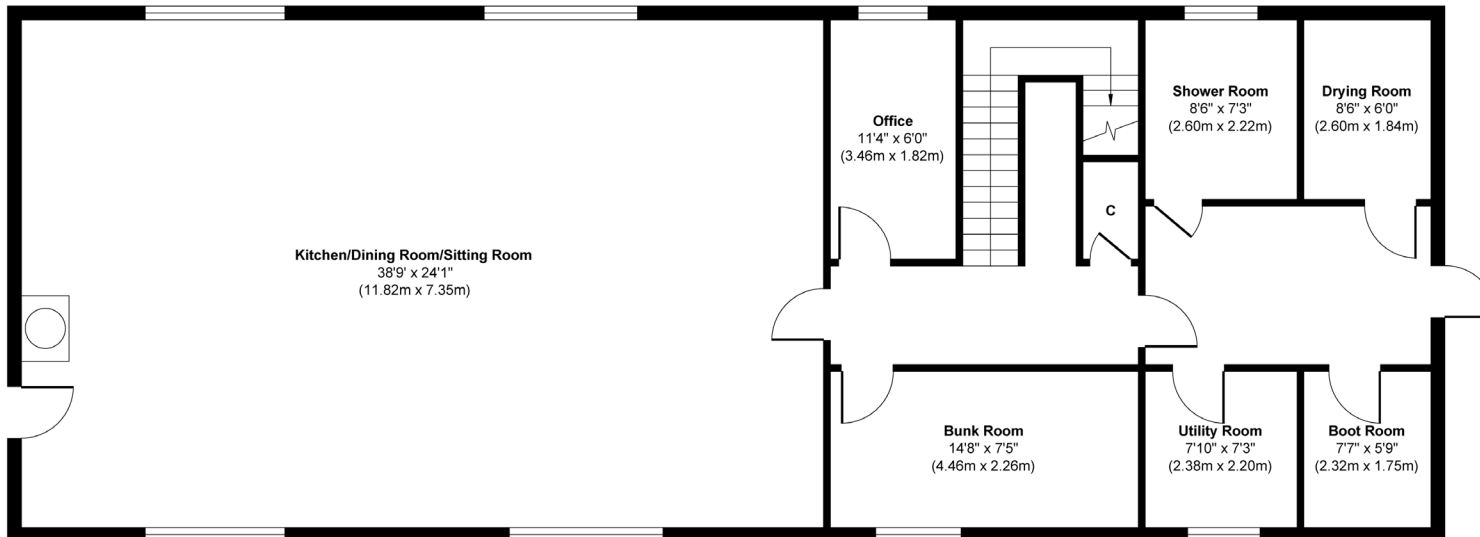 Kitchen/Dining Room/Sitting Room
38'9' x 24'1"
(11.82m x 7.35m)
Office
11'4" x 6'0"
(3.46m x 1.82m)
C
Shower Room
8'6" x 7'3"
(2.60m x 2.22m)
Drying Room
8'6" x 6'0"
(2.60m x 1.84m)
Bunk Room
14'8" x 7'5"
(4.46m x 2.26m)
Utility Room
7'10" x 7'3"
(2.38m x 2.20m)
Boot Room
7'7" x 5'9"
(2.32m x 1.75m)